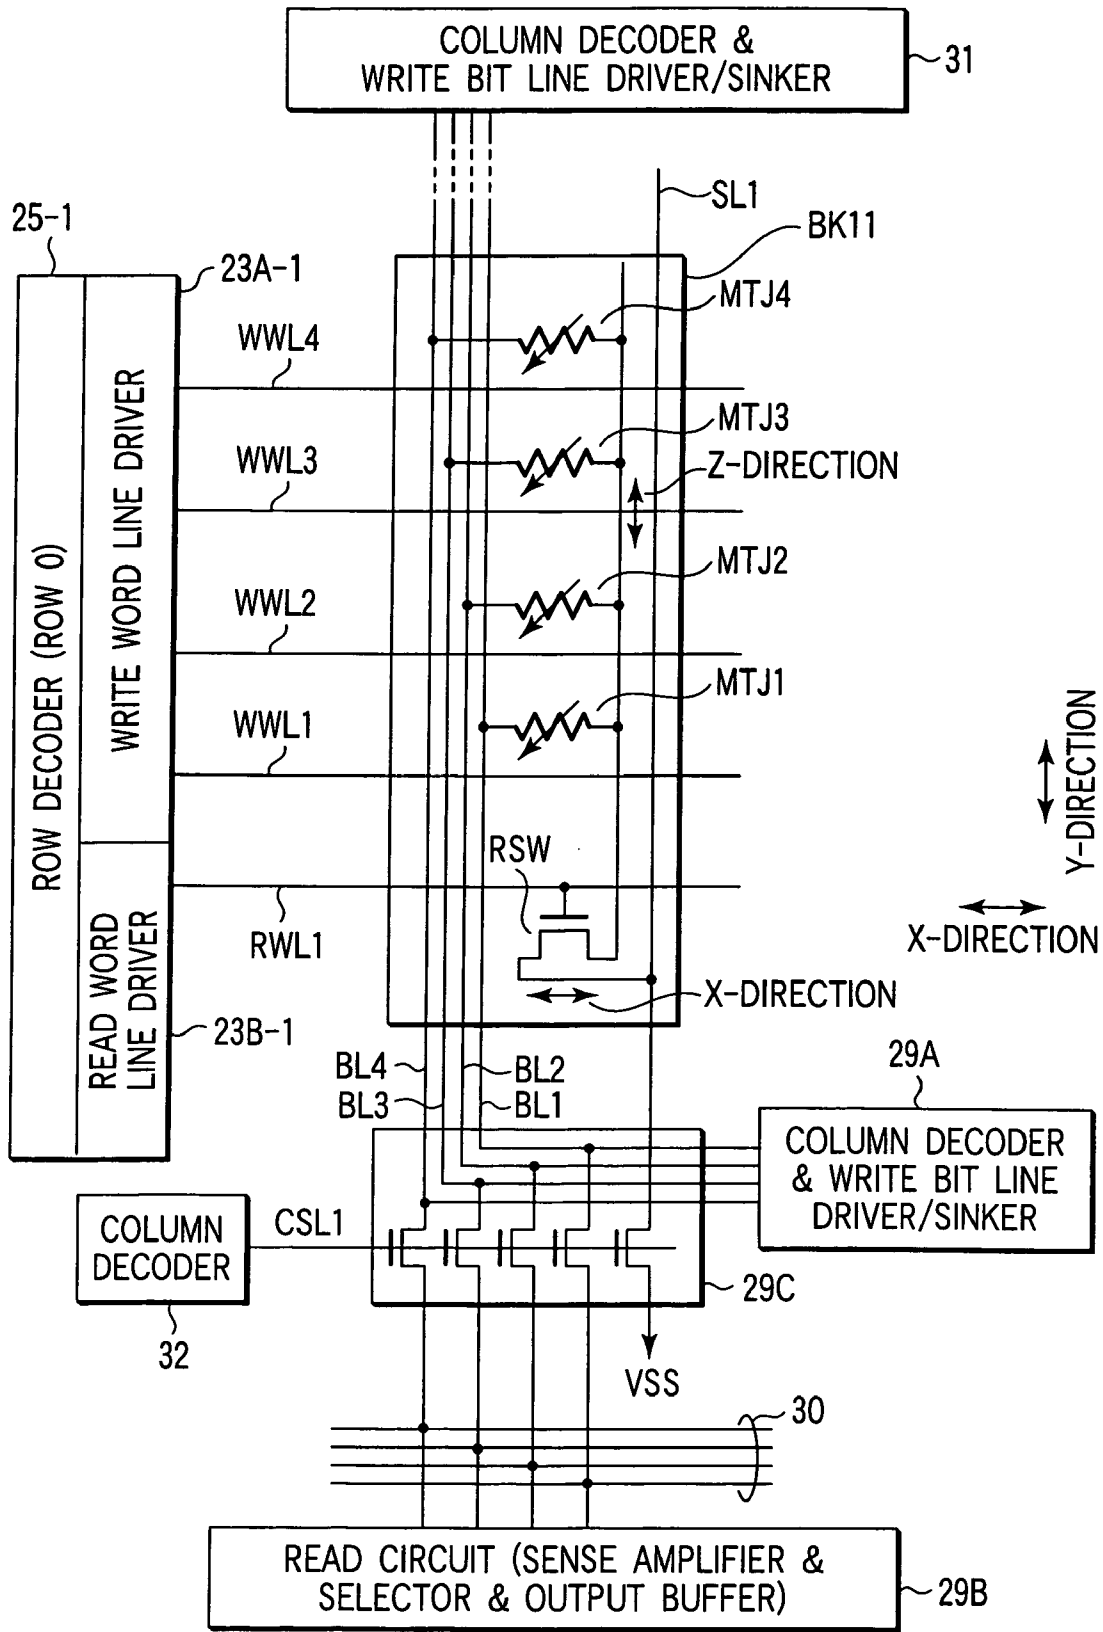 COLUMN DECODER &
WRITE BIT LINE DRIVER/SINKER
31
SL1
25-1
BK11
23A-1
MTJ4
WWL4
MTJ3
WWL3
Z-DIRECTION
ROW DECODER (ROW 0)
WRITE WORD LINE DRIVER
MTJ2
WWL2
MTJ1
WWL1
Y-DIRECTION
RSW
RWL1
X-DIRECTION
READ WORD
LINE DRIVER
X-DIRECTION
23B-1
BL4
BL2
BL3
BL1
29A
COLUMN DECODER
& WRITE BIT LINE
DRIVER/SINKER
COLUMN
DECODER
CSL1
29C
32
VSS
30
READ CIRCUIT (SENSE AMPLIFIER &
SELECTOR & OUTPUT BUFFER)
29B